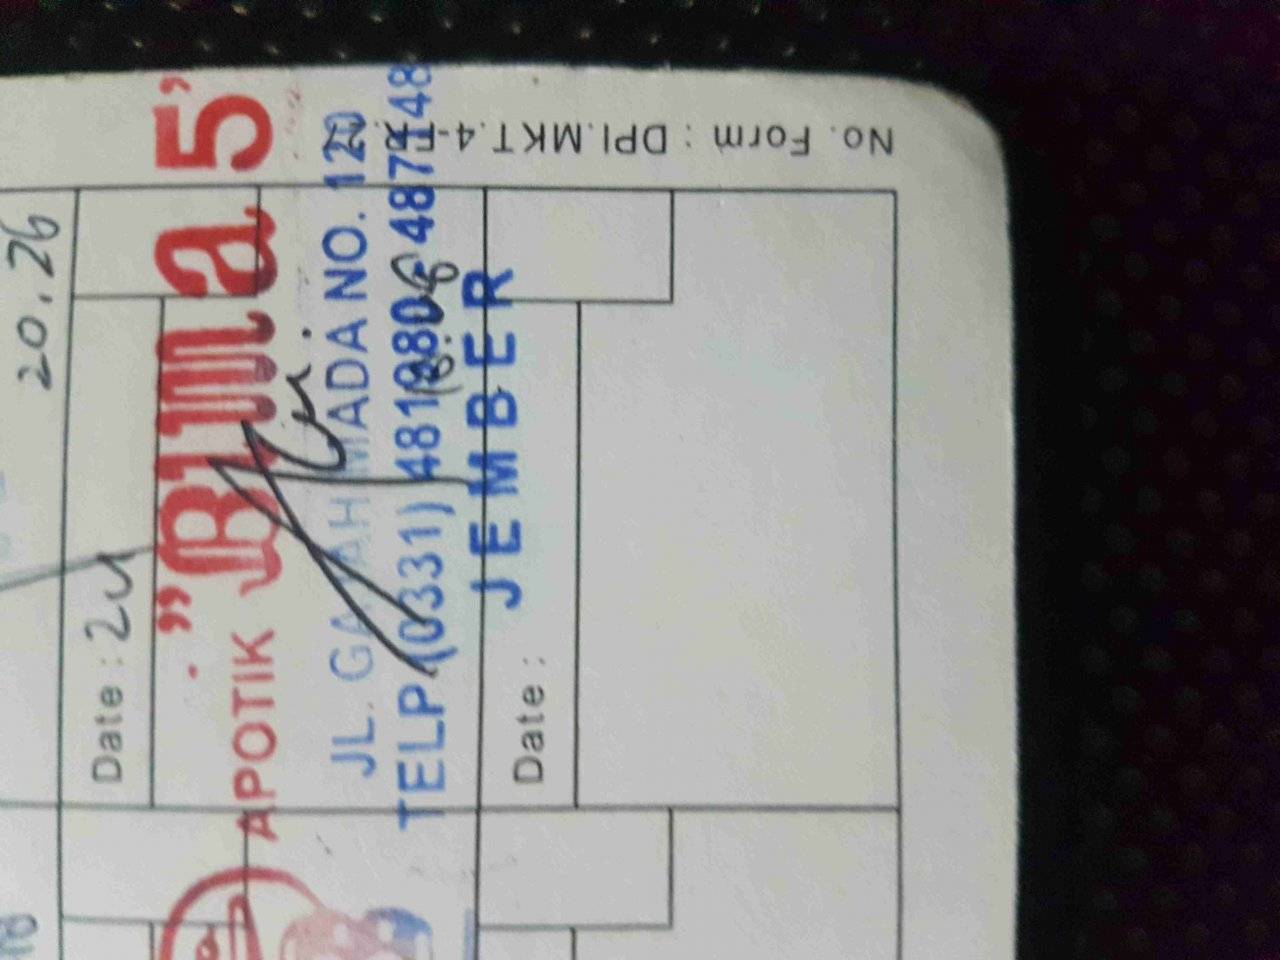 20.26
Date : 24
"Bima 5"
APOTIK
JL. GAJAH MADA NO. 120
TELP. (0331)
JEMBER
Date :
No. Form : DPI.MKT.4-F